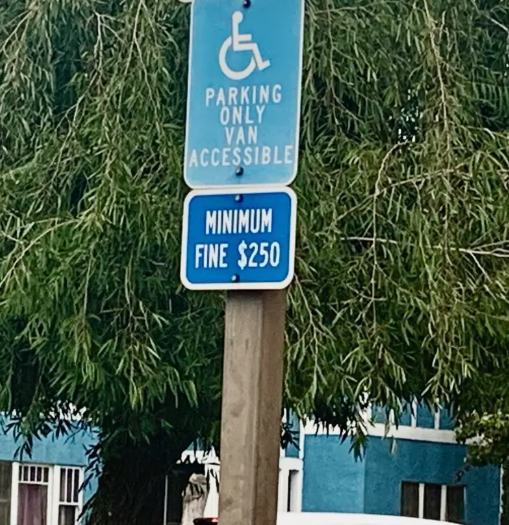 PARKING
ONLY
VAN
ACCESSIBLE
MINIMUM
FINE $250